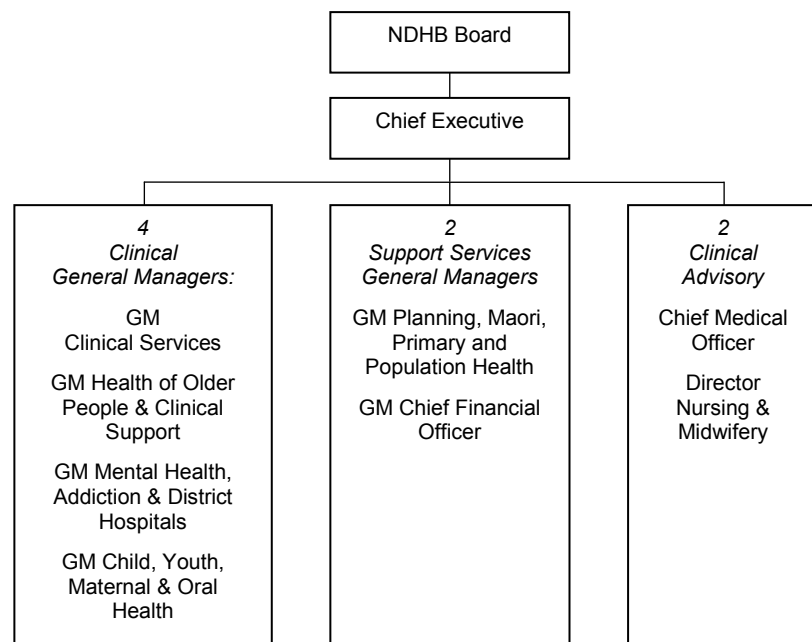 NDHB Board
Chief Executive
4
Clinical
General Managers:
GM
Clinical Services
GM Health of Older
People & Clinical
Support
GM Mental Health,
Addiction & District
Hospitals
GM Child, Youth,
Maternal & Oral
Health
2
Support Services
General Managers
GM Planning, Maori,
Primary and
Population Health
GM Chief Financial
Officer
2
Clinical
Advisory
Chief Medical
Officer
Director
Nursing &
Midwifery